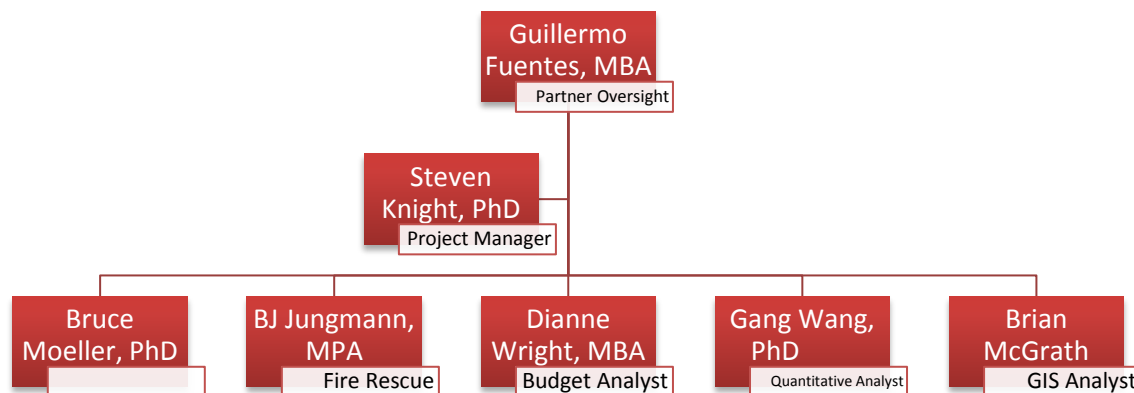 Guillermo
Fuentes, MBA
Partner Oversight
Steven
Knight, PhD
Project Manager
Bruce
Moeller, PhD
BJ Jungmann,
MPA
Fire Rescue
Dianne
Wright, MBA
Budget Analyst
Gang Wang,
PhD
Quantitative Analyst
Brian
McGrath
GIS Analyst